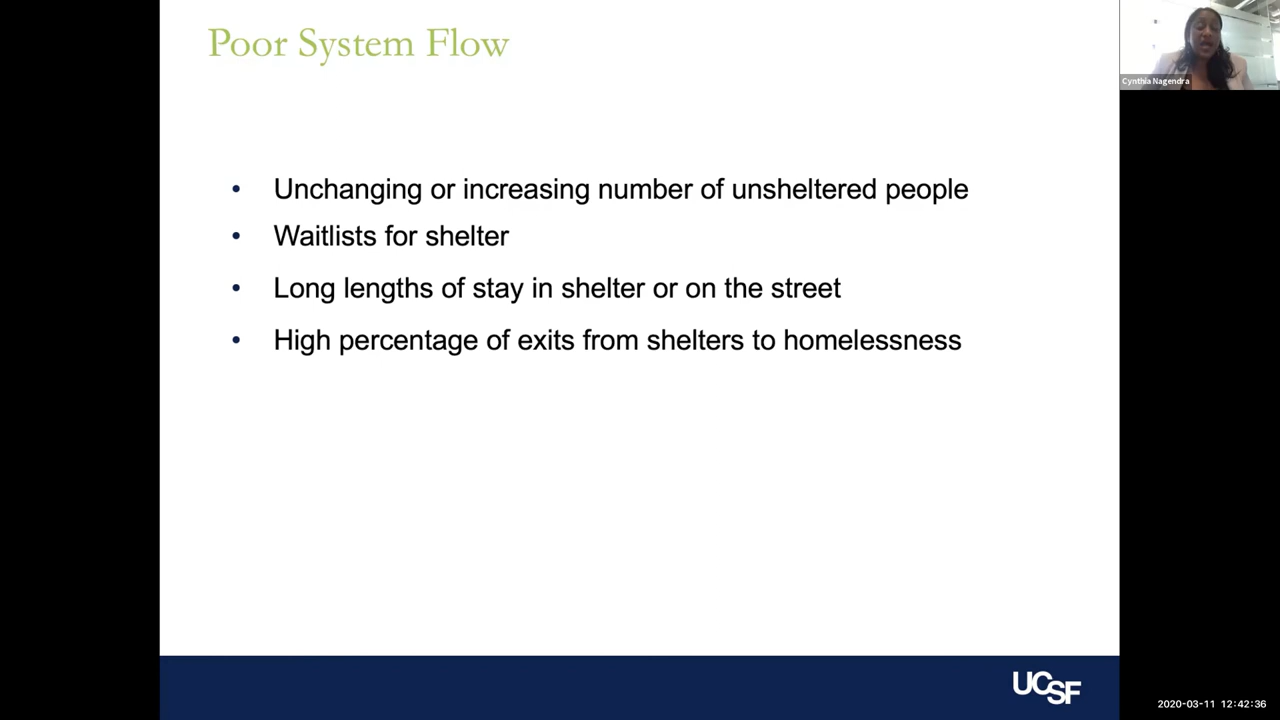 Poor System Flow
Cynthia Nagendra
• Unchanging or increasing number of unsheltered people
• Waitlists for shelter
• Long lengths of stay in shelter or on the street
• High percentage of exits from shelters to homelessness
UCSF
2020-03-11 12:42:36